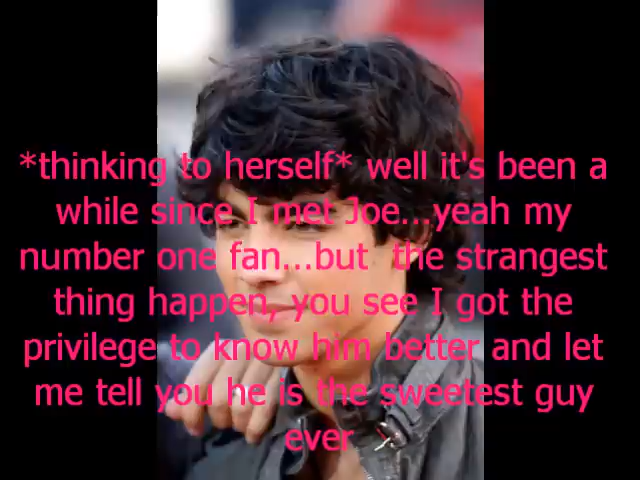 *thinking to herself* well it's been a
while since I met Joe...yeah my
number one fan...but  the strangest
thing happen, you see I got the
privilege to know him better and let
me tell you he is the sweetest guy
ever